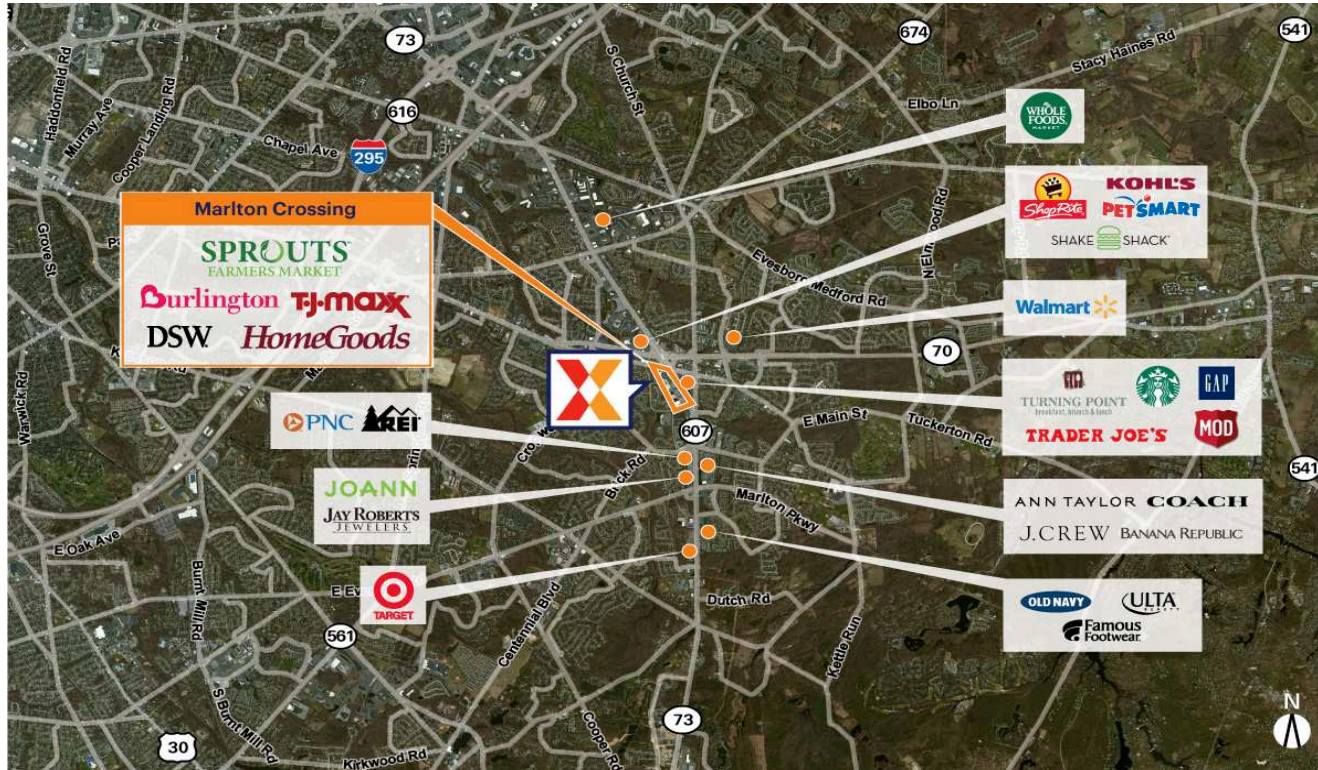 73
674
541
Haddonfield Rd
Murray Ave
Cooper Landing Rd
S Church St
Stacy Haines Rd
616
Elbo Ln
Chapel Ave
295
WHOLE
FOODS
MARKET
Marlton Crossing
SPROUTS
FARMERS MARKET
Burlington T·J·maxx
DSW HomeGoods
Grove St
ShopRite
KOHL'S
PETSMART
SHAKE SHACK
N Elmwood Rd
Evesboro Medford Rd
Walmart
70
Warwick Rd
TURNING POINT
breakfast, brunch & lunch
GAP
TRADER JOE'S
MOD
E Main St
Tuckerton Rd
607
PNC REI
Brick Rd
541
JOANN
JAY ROBERTS
JEWELERS
Marlton Pkwy
ANN TAYLOR COACH
J.CREW BANANA REPUBLIC
E Oak Ave
Burnt Mill Rd
TARGET
Dutch Rd
OLD NAVY ULTA
BEAUTY
Famous
Footwear
561
Centennial Blvd
Kettle Run
S Burnt Mill Rd
Cooper Rd
73
30
Kirkwood Rd
N